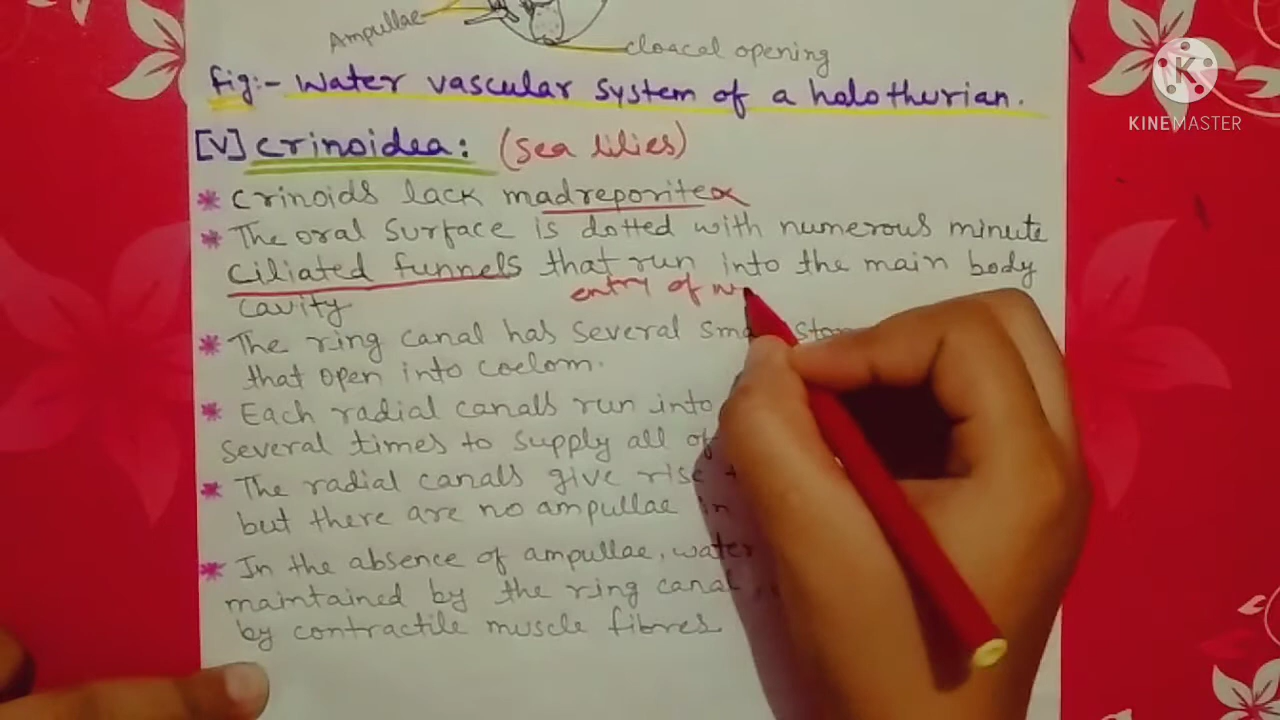 Ampullae
cloacal opening
K
KINEMASTER
fig:- Water vascular system of a holothurian.
[V] Crinoidea: (sea lilies)
* Crinoids lack madreporite
* The oral surface is dotted with numerous minute
ciliated funnels that run into the main body
cavity entry of
* The ring canal has several
that open into coelom.
* Each radial canals run into
several times to supply all of
* The radial canals give rise
but there are no ampullae in
* In the absence of ampullae, water
maintained by the ring canal
by contractile muscle fibres